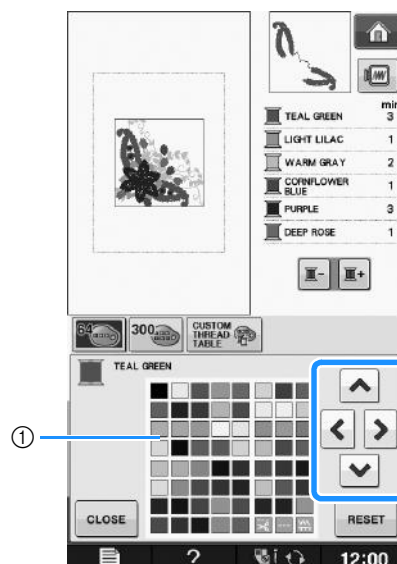 min
TEAL GREEN 3
LIGHT LILAC 1
WARM GRAY 2
CORNFLOWER
BLUE 1
PURPLE 3
DEEP ROSE 1
- +
64 300 CUSTOM
THREAD
TABLE
TEAL GREEN
①
CLOSE RESET
? 12:00